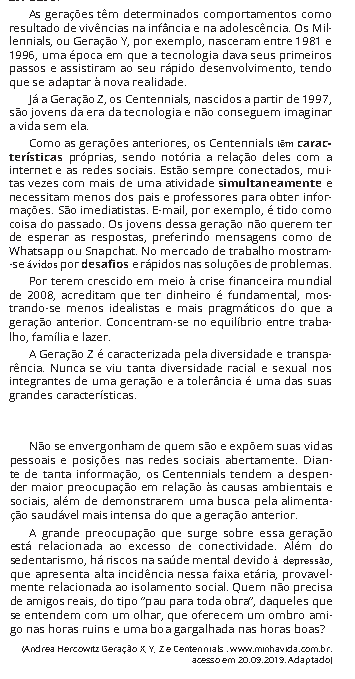 As gerações têm determinados comportamentos como
resultado de vivências na infância e na adolescência. Os Mil-
lennials, ou Geração Y, por exemplo, nasceram entre 1981 e
1996, uma época em que a tecnologia dava seus primeiros
passos e assistiram ao seu rápido desenvolvimento, tendo
que se adaptar à nova realidade.
Já a Geração Z, os Centennials, nascidos a partir de 1997,
são jovens da era da tecnologia e não conseguem imaginar
a vida sem ela.
Como as gerações anteriores, os Centennials têm carac-
terísticas próprias, sendo notória a relação deles com a
internet e as redes sociais. Estão sempre conectados, mui-
tas vezes com mais de uma atividade simultaneamente e
necessitam menos dos pais e professores para obter infor-
mações. São imediatistas. E-mail, por exemplo, é tido como
coisa do passado. Os jovens dessa geração não querem ter
de esperar as respostas, preferindo mensagens como de
Whatsapp ou Snapchat. No mercado de trabalho mostram-
-se ávidos por desafios e rápidos nas soluções de problemas.
Por terem crescido em meio à crise financeira mundial
de 2008, acreditam que ter dinheiro é fundamental, mos-
trando-se menos idealistas e mais pragmáticos do que a
geração anterior. Concentram-se no equilíbrio entre traba-
lho, família e lazer.
A Geração Z é caracterizada pela diversidade e transpa-
rência. Nunca se viu tanta diversidade racial e sexual nos
integrantes de uma geração e a tolerância é uma das suas
grandes características.
Não se envergonham de quem são e expõem suas vidas
pessoais e posições nas redes sociais abertamente. Dian-
te de tanta informação, os Centennials tendem a despen-
der maior preocupação em relação às causas ambientais e
sociais, além de demonstrarem uma busca pela alimenta-
ção saudável mais intensa do que a geração anterior.
A grande preocupação que surge sobre essa geração
está relacionada ao excesso de conectividade. Além do
sedentarismo, há riscos na saúde mental devido à depressão,
que apresenta alta incidência nessa faixa etária, provavel-
mente relacionada ao isolamento social. Quem não precisa
de amigos reais, do tipo “pau para toda obra”, daqueles que
se entendem com um olhar, que oferecem um ombro ami-
go nas horas ruins e uma boa gargalhada nas horas boas?
(Andrea Hercowitz Geração X, Y, Z e Centennials . www.minhavida.com.br.
acesso em 20.09.2019. Adaptado)